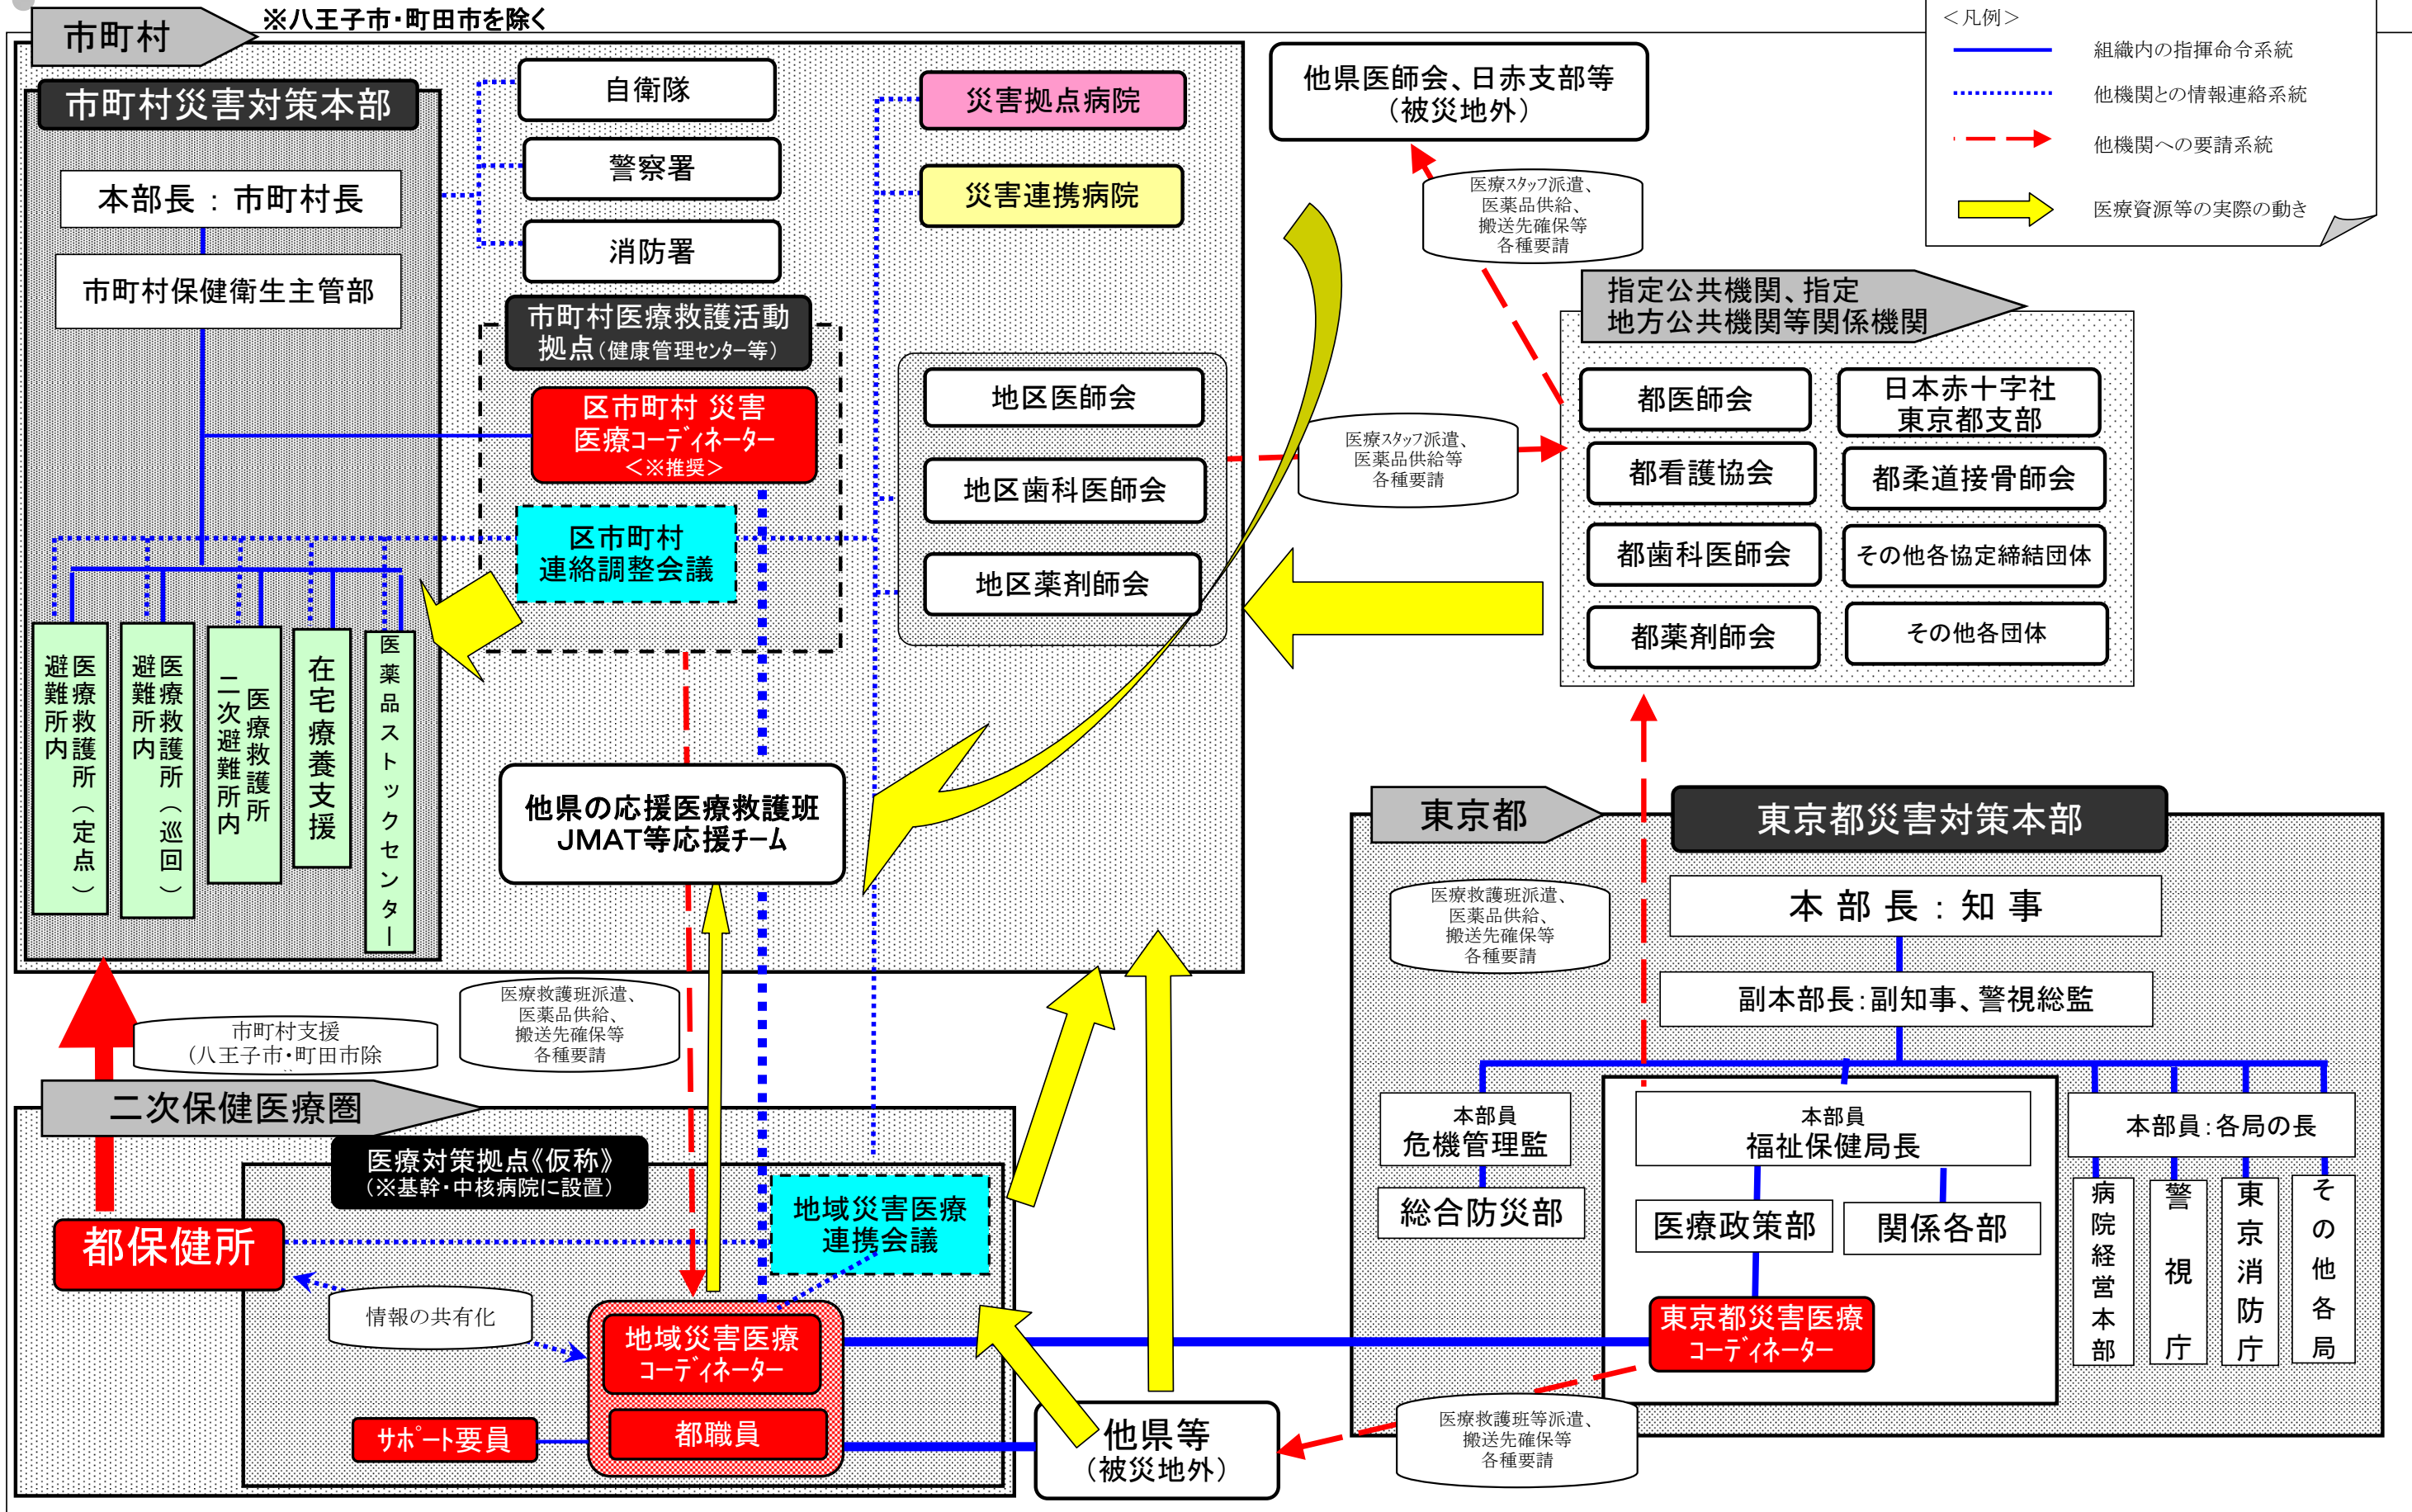 市町村
※八王子市・町田市を除く
市町村災害対策本部
本部長：市町村長
市町村保健衛生主管部
自衛隊
警察署
消防署
市町村医療救護活動
拠点（健康管理センター等）
区市町村 災害
医療コーディネーター
＜※推奨＞
区市町村
連絡調整会議
災害拠点病院
災害連携病院
地区医師会
地区歯科医師会
地区薬剤師会
避難所内
医療救護所（定点）
避難所内
医療救護所（巡回）
二次避難所内
医療救護所
在宅療養支援
医薬品ストックセンター
他県の応援医療救護班
JMAT等応援チーム
他県医師会、日赤支部等
（被災地外）
医療スタッフ派遣、
医薬品供給、
搬送先確保等
各種要請
医療スタッフ派遣、
医薬品供給等
各種要請
＜凡例＞
組織内の指揮命令系統
他機関との情報連絡系統
他機関への要請系統
医療資源等の実際の動き
指定公共機関、指定
地方公共機関等関係機関
都医師会
日本赤十字社
東京都支部
都看護協会
都柔道接骨師会
都歯科医師会
その他各協定締結団体
都薬剤師会
その他各団体
東京都
東京都災害対策本部
医療救護班派遣、
医薬品供給、
搬送先確保等
各種要請
本部長：知事
副本部長：副知事、警視総監
本部員
危機管理監
総合防災部
本部員
福祉保健局長
医療政策部
関係各部
東京都災害医療
コーディネーター
本部員：各局の長
病院経営本部
警視庁
東京消防庁
その他各局
医療救護班等派遣、
搬送先確保等
各種要請
市町村支援
（八王子市・町田市除
医療救護班派遣、
医薬品供給、
搬送先確保等
各種要請
二次保健医療圏
医療対策拠点《仮称》
（※基幹・中核病院に設置）
都保健所
情報の共有化
地域災害医療
連携会議
地域災害医療
コーディネーター
都職員
サポート要員
他県等
（被災地外）